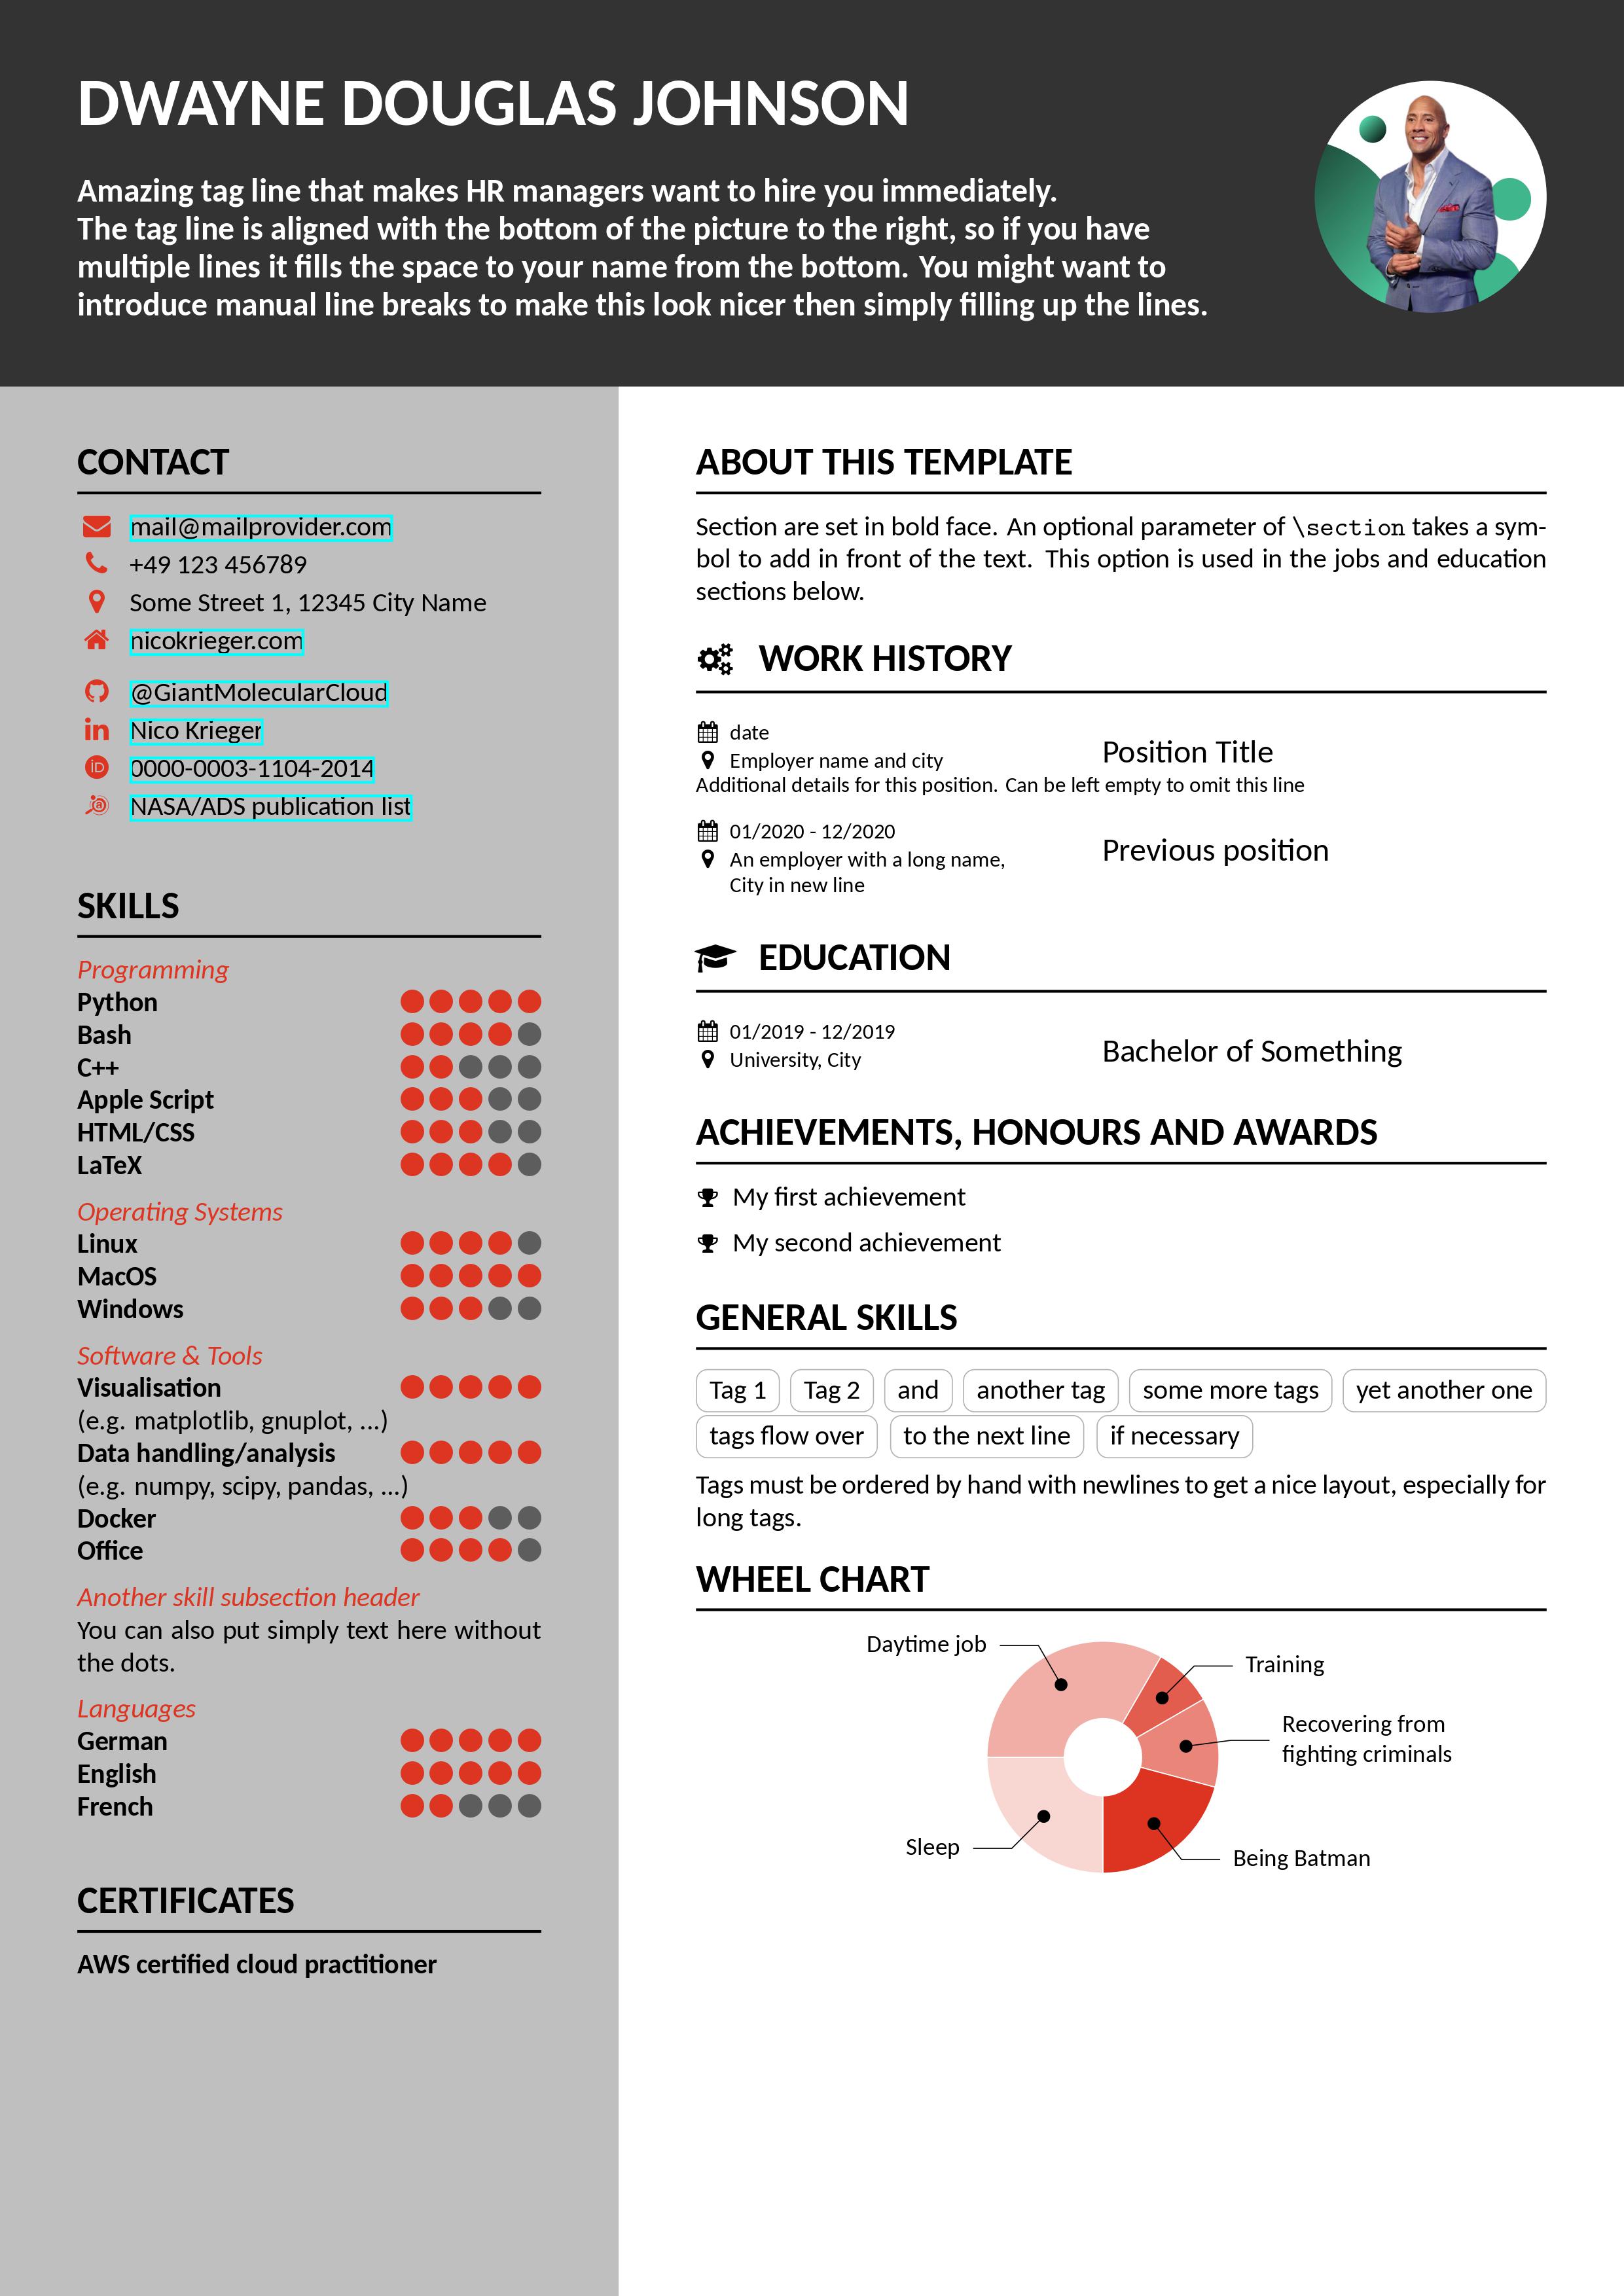 DWAYNE DOUGLAS JOHNSON
Amazing tag line that makes HR managers want to hire you immediately.
The tag line is aligned with the bottom of the picture to the right, so if you have
multiple lines it fills the space to your name from the bottom. You might want to
introduce manual line breaks to make this look nicer then simply filling up the lines.
CONTACT
mail@mailprovider.com
+49 123 456789
Some Street 1, 12345 City Name
nicokrieger.com
@GiantMolecularCloud
Nico Krieger
0000-0003-1104-2014
NASA/ADS publication list
SKILLS
Programming
Python
Bash
C++
Apple Script
HTML/CSS
LaTeX
Operating Systems
Linux
MacOS
Windows
Software & Tools
Visualisation
(e.g. matplotlib, gnuplot, ...)
Data handling/analysis
(e.g. numpy, scipy, pandas, ...)
Docker
Office
Another skill subsection header
You can also put simply text here without
the dots.
Languages
German
English
French
CERTIFICATES
AWS certified cloud practitioner
ABOUT THIS TEMPLATE
Section are set in bold face. An optional parameter of \section takes a sym-
bol to add in front of the text. This option is used in the jobs and education
sections below.
WORK HISTORY
date
Employer name and city
Position Title
Additional details for this position. Can be left empty to omit this line
01/2020 - 12/2020
An employer with a long name,
City in new line
Previous position
EDUCATION
01/2019 - 12/2019
University, City
Bachelor of Something
ACHIEVEMENTS, HONOURS AND AWARDS
My first achievement
My second achievement
GENERAL SKILLS
Tag 1 Tag 2 and another tag some more tags yet another one
tags flow over to the next line if necessary
Tags must be ordered by hand with newlines to get a nice layout, especially for
long tags.
WHEEL CHART
Daytime job
Training
Recovering from
fighting criminals
Sleep
Being Batman